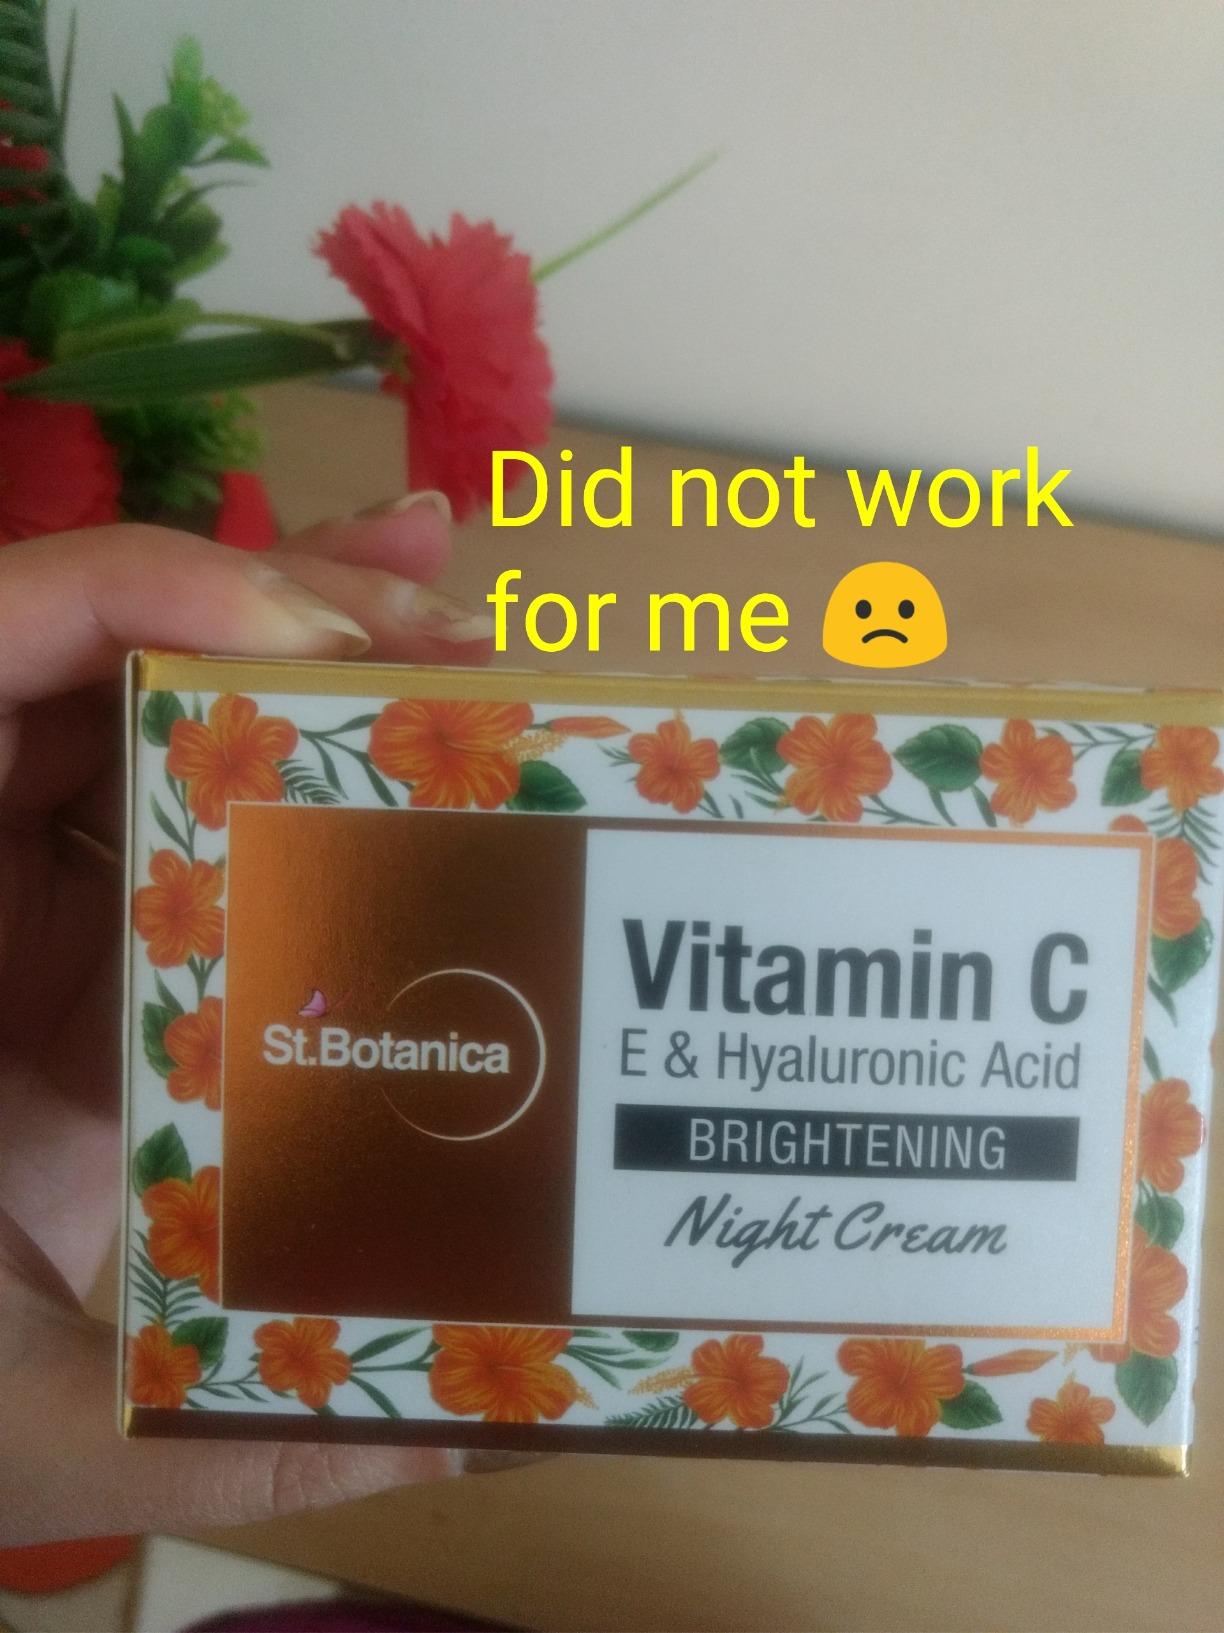 Did not work
for me 🙁
St.Botanica
Vitamin C
E & Hyaluronic Acid
BRIGHTENING
Night Cream